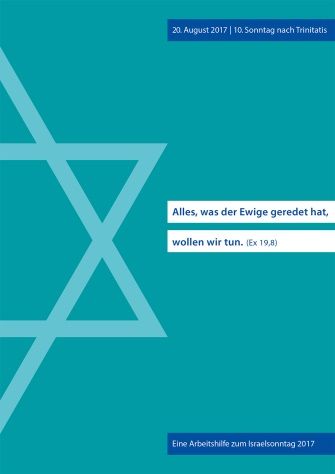 20. August 2017 | 10. Sonntag nach Trinitatis
Alles, was der Ewige geredet hat,
wollen wir tun. (Ex 19,8)
Eine Arbeitshilfe zum Israelsonntag 2017